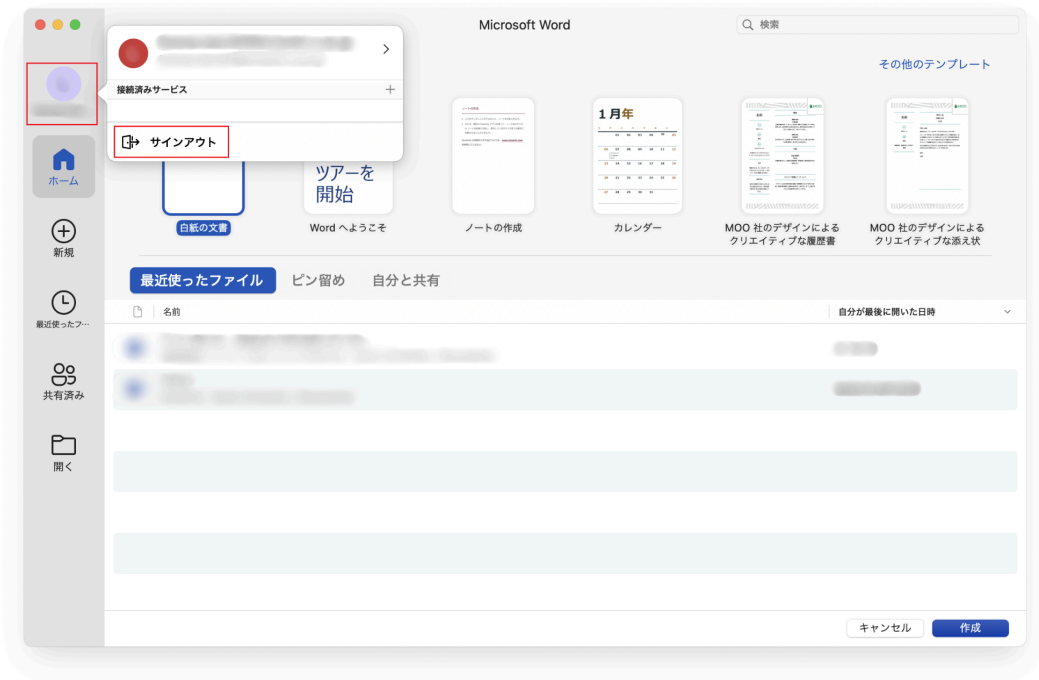 Microsoft Word
検索
接続済みサービス
サインアウト
その他のテンプレート
ホーム
新規
最近使ったフ…
共有済み
開く
ツアーを
開始
1 月年
白紙の文書
Word へようこそ
ノートの作成
カレンダー
MOO 社のデザインによる
クリエイティブな履歴書
MOO 社のデザインによる
クリエイティブな添え状
最近使ったファイル
ピン留め
自分と共有
名前
自分が最後に開いた日時
キャンセル
作成